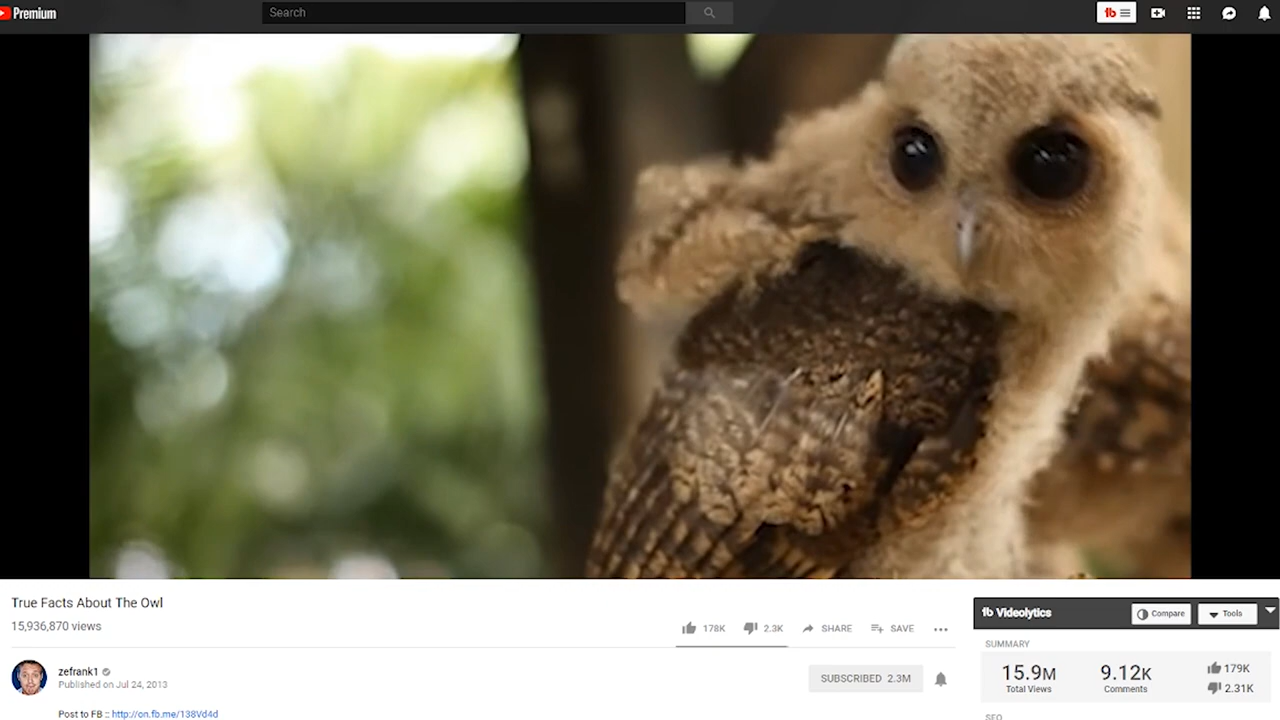 Premium
Search
True Facts About The Owl
15,936,870 views
178K
2.3K
SHARE
SAVE
zefrank1
Published on Jul 24, 2013
SUBSCRIBED 2.3M
Post to FB :: http://on.fb.me/138Vd4d
Videolytics
Compare
Tools
SUMMARY
15.9M
Total Views
9.12K
Comments
179K
2.31K
SEO